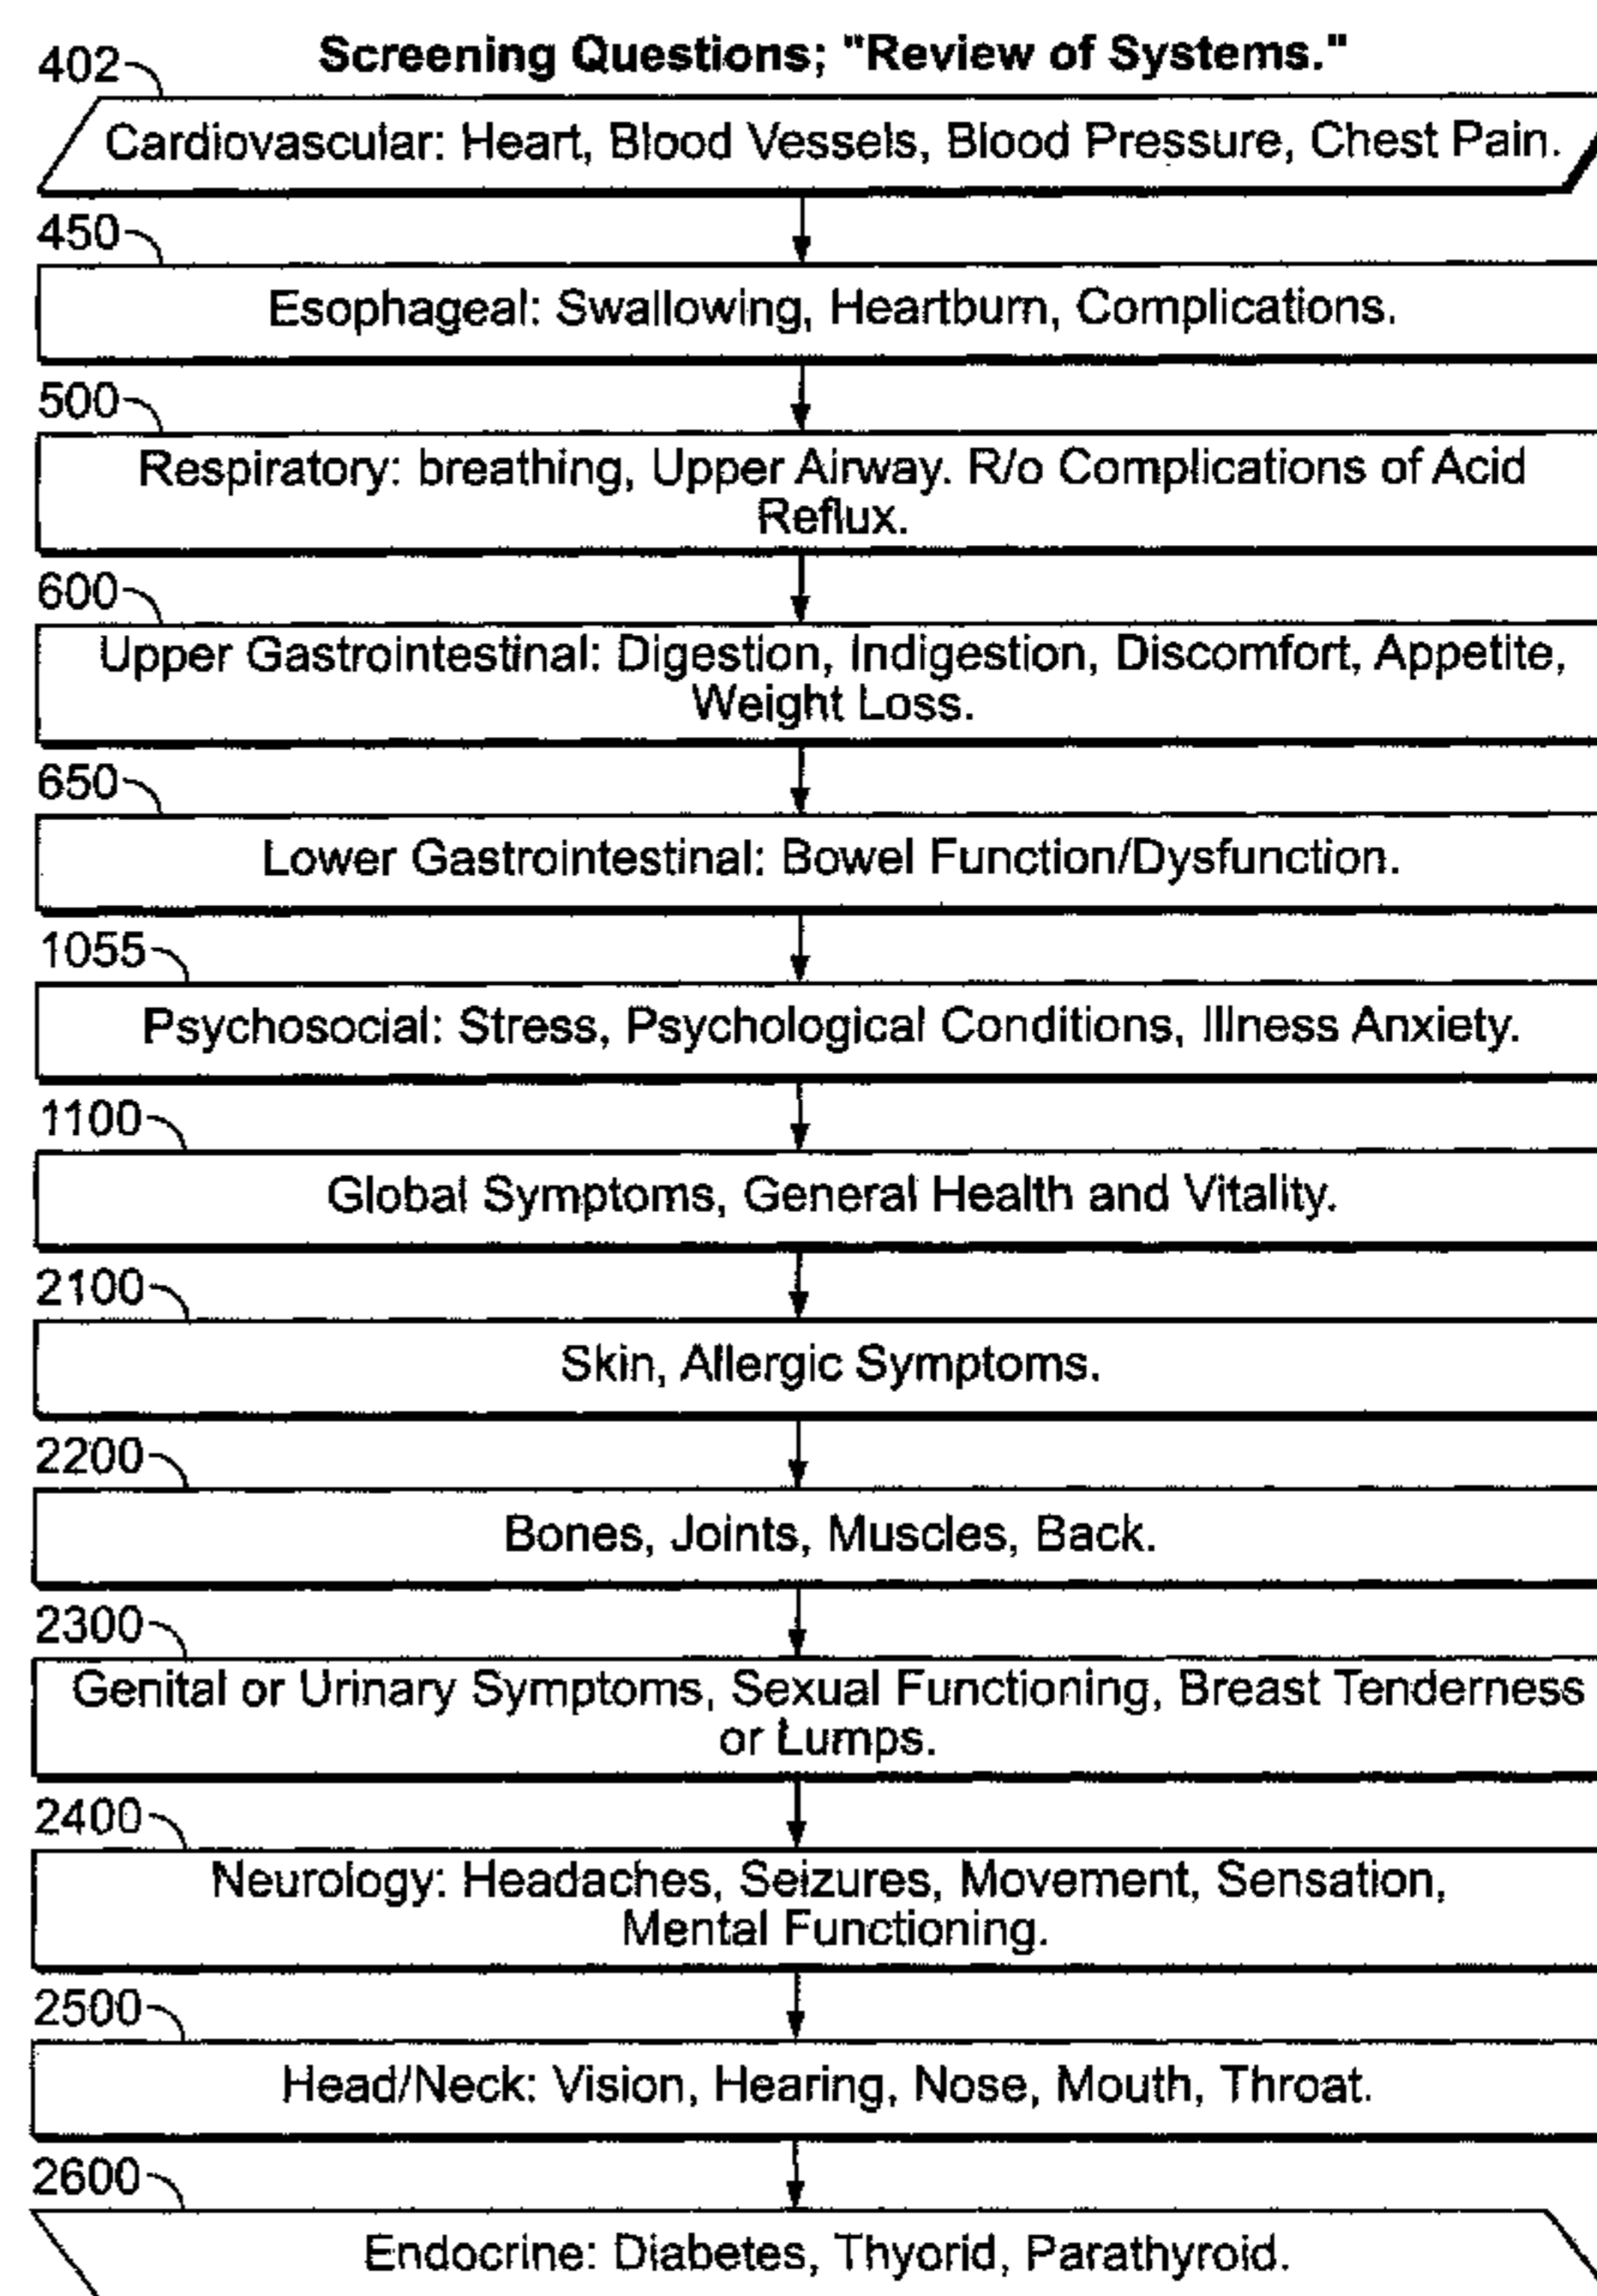 Screening Questions; "Review of Systems."
402
Cardiovascular: Heart, Blood Vessels, Blood Pressure, Chest Pain.
450
Esophageal: Swallowing, Heartburn, Complications.
500
Respiratory: breathing, Upper Airway. R/o Complications of Acid
Reflux.
600
Upper Gastrointestinal: Digestion, Indigestion, Discomfort, Appetite,
Weight Loss.
650
Lower Gastrointestinal: Bowel Function/Dysfunction.
1055
Psychosocial: Stress, Psychological Conditions, Illness Anxiety.
1100
Global Symptoms, General Health and Vitality.
2100
Skin, Allergic Symptoms.
2200
Bones, Joints, Muscles, Back.
2300
Genital or Urinary Symptoms, Sexual Functioning, Breast Tenderness
or Lumps.
2400
Neurology: Headaches, Seizures, Movement, Sensation,
Mental Functioning.
2500
Head/Neck: Vision, Hearing, Nose, Mouth, Throat.
2600
Endocrine: Diabetes, Thyorid, Parathyroid.